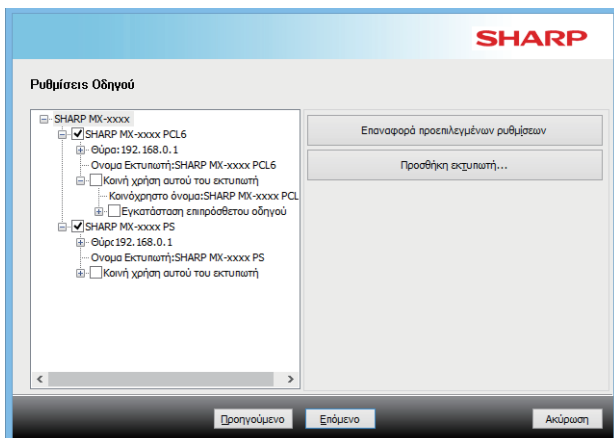 SHARP
Ρυθμίσεις Οδηγού
SHARP MX-xxxx
SHARP MX-xxxx PCL6
Θύρα:192.168.0.1
Ονομα Εκτυπωτή:SHARP MX-xxxx PCL6
Κοινή χρήση αυτού του εκτυπωτή
Κοινόχρηστο όνομα:SHARP MX-xxxx PCL
Εγκατάσταση επιπρόσθετου οδηγού
SHARP MX-xxxx PS
Θύρα:192.168.0.1
Ονομα Εκτυπωτή:SHARP MX-xxxx PS
Κοινή χρήση αυτού του εκτυπωτή
Επαναφορά προεπιλεγμένων ρυθμίσεων
Προσθήκη εκτυπωτή...
Προηγούμενο
Επόμενο
Ακύρωση